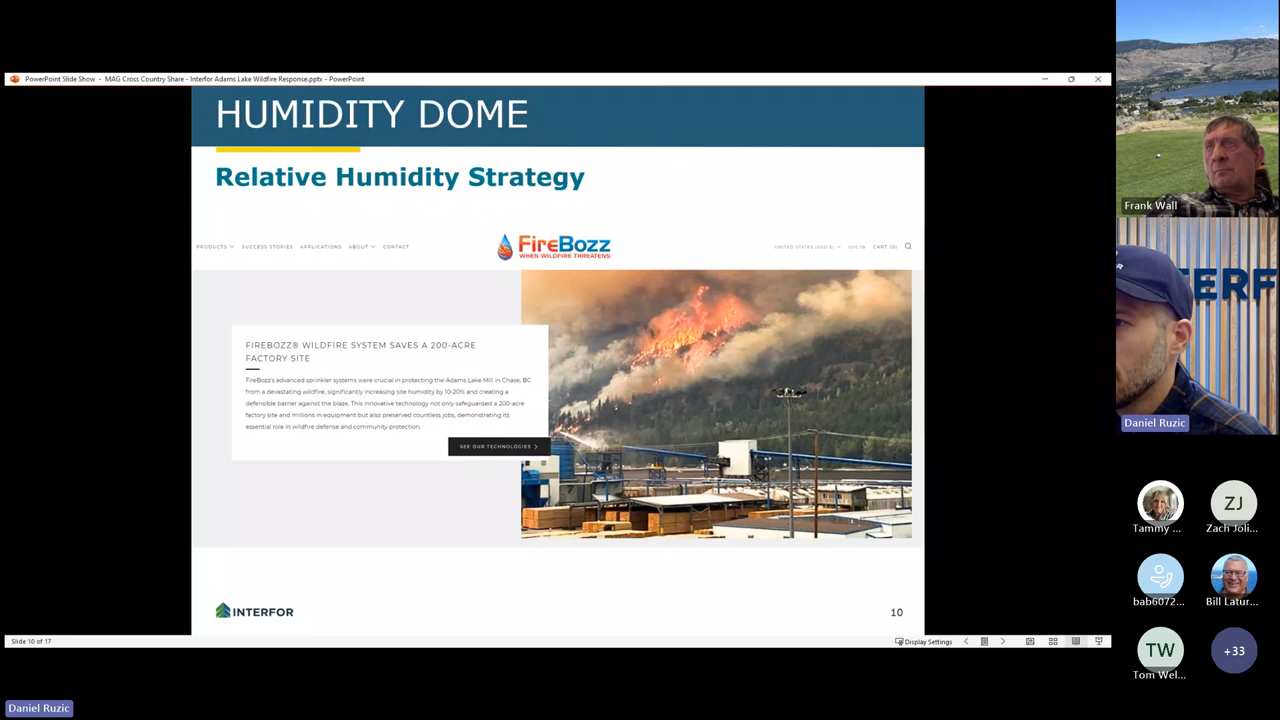 PowerPoint Slide Show - MAG Cross Country Share - Interfor Adams Lake Wildfire Response.pptx - PowerPoint
HUMIDITY DOME
Relative Humidity Strategy
PRODUCTS
SUCCESS STORIES
APPLICATIONS
ABOUT
CONTACT
FireBozz
WHEN WILDFIRE THREATENS.
UNITED STATES (USD $)
LOG IN
CART (0)
FIREBOZZ® WILDFIRE SYSTEM SAVES A 200-ACRE
FACTORY SITE
FireBozz's advanced sprinkler systems were crucial in protecting the Adams Lake Mill in Chase, BC
from a devastating wildfire, significantly increasing site humidity by 10-20% and creating a
defensible barrier against the blaze. This innovative technology not only safeguarded a 200-acre
factory site and millions in equipment but also preserved countless jobs, demonstrating its
essential role in wildfire defense and community protection.
SEE OUR TECHNOLOGIES
INTERFOR
10
Slide 10 of 17
Display Settings
Frank Wall
ERF
Daniel Ruzic
Tammy ...
ZJ
Zach Joli...
bab6072...
Bill Latur...
TW
Tom Wel...
+33
Daniel Ruzic